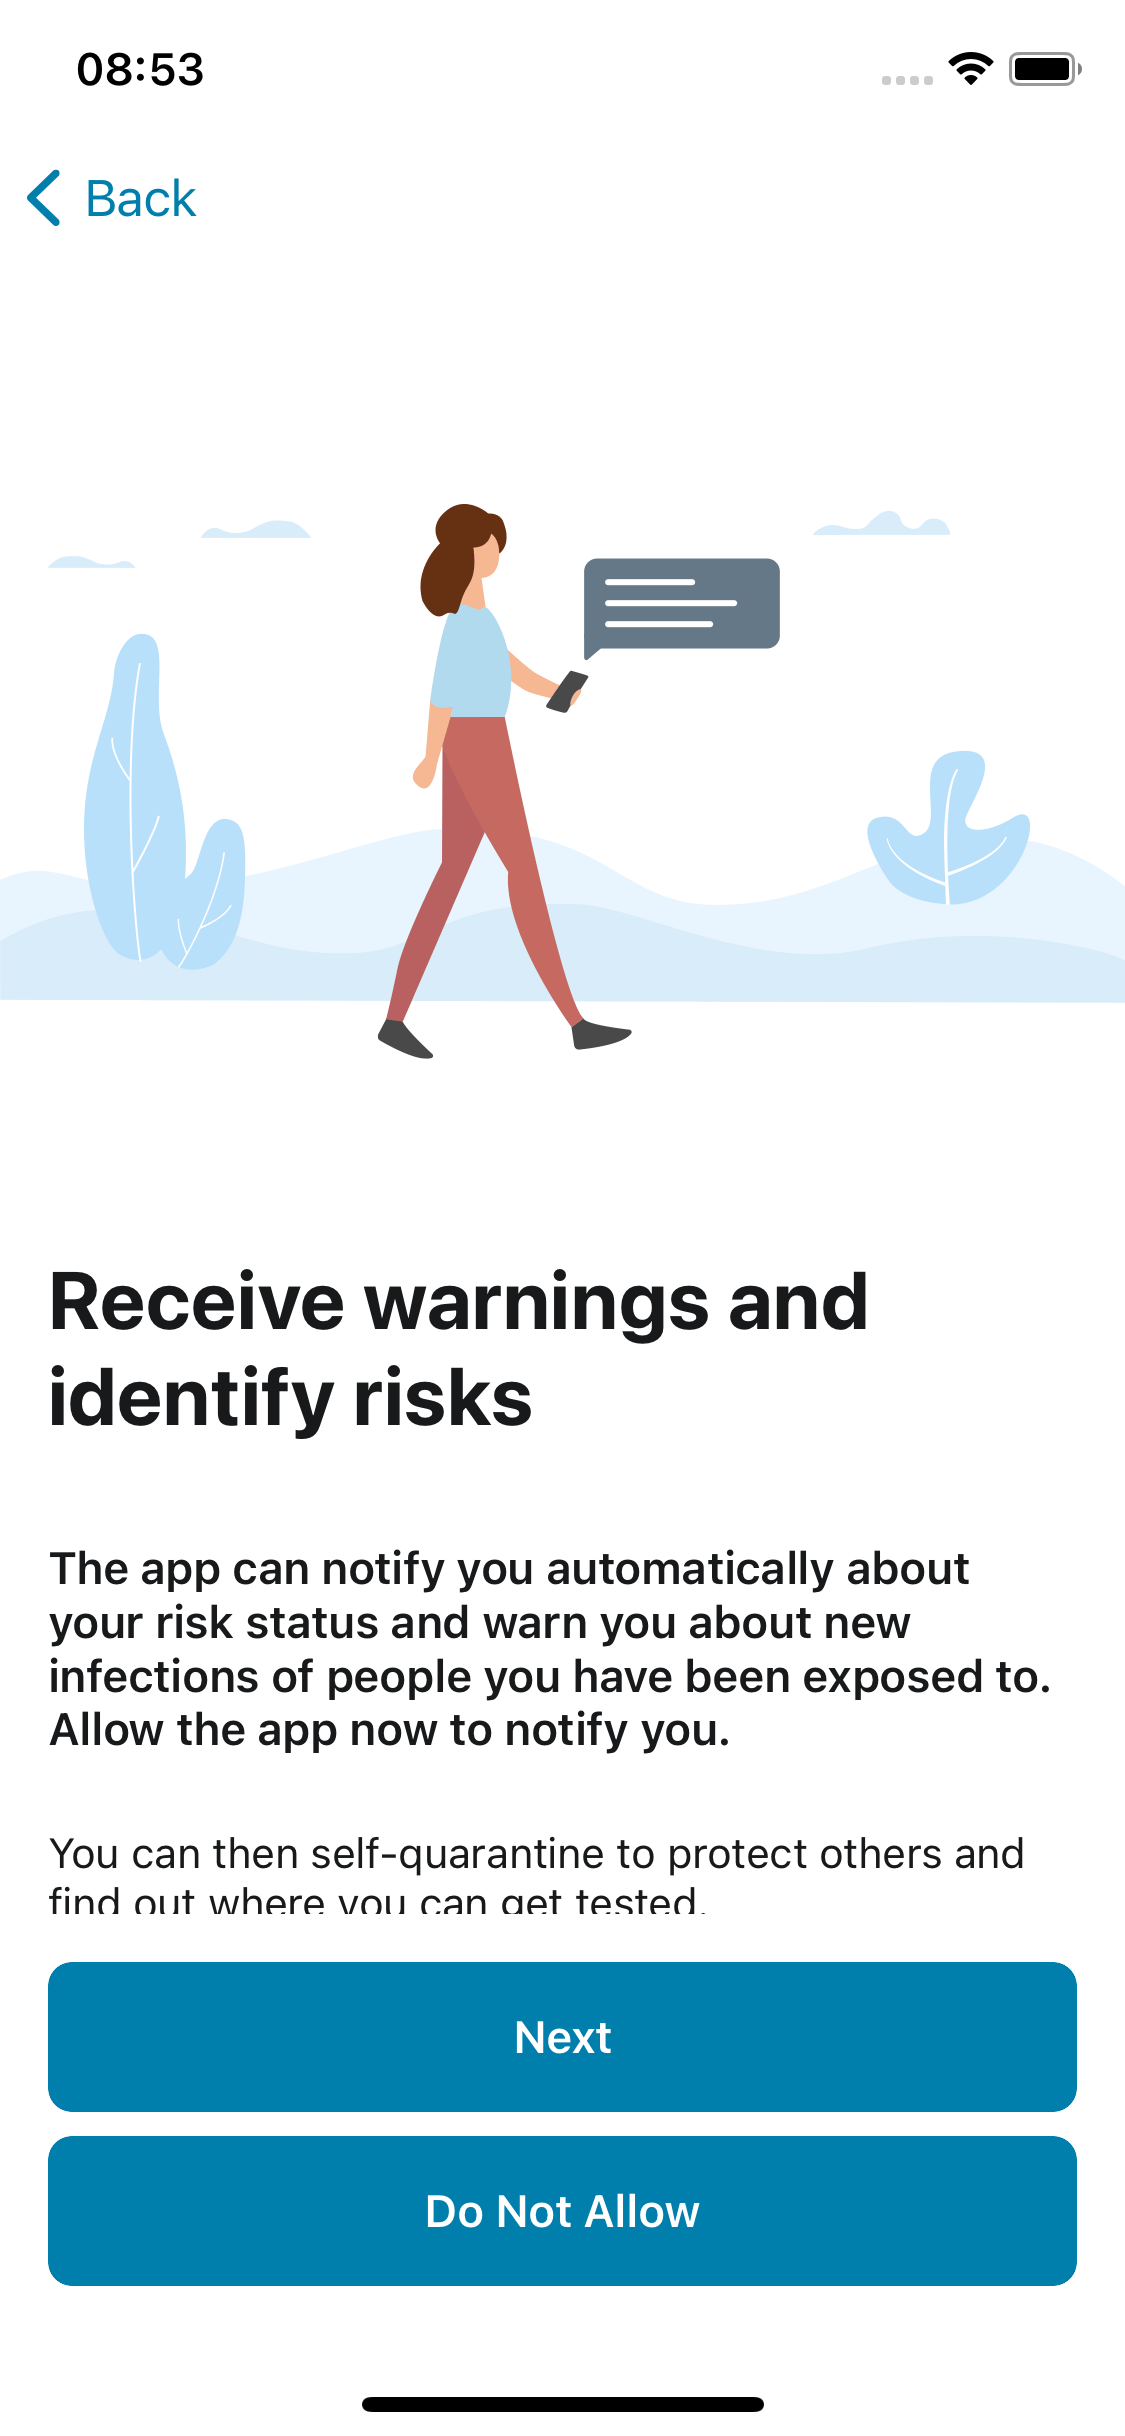 08:53
Back
Receive warnings and
identify risks
The app can notify you automatically about
your risk status and warn you about new
infections of people you have been exposed to.
Allow the app now to notify you.
You can then self-quarantine to protect others and
find out where you can get tested.
Next
Do Not Allow